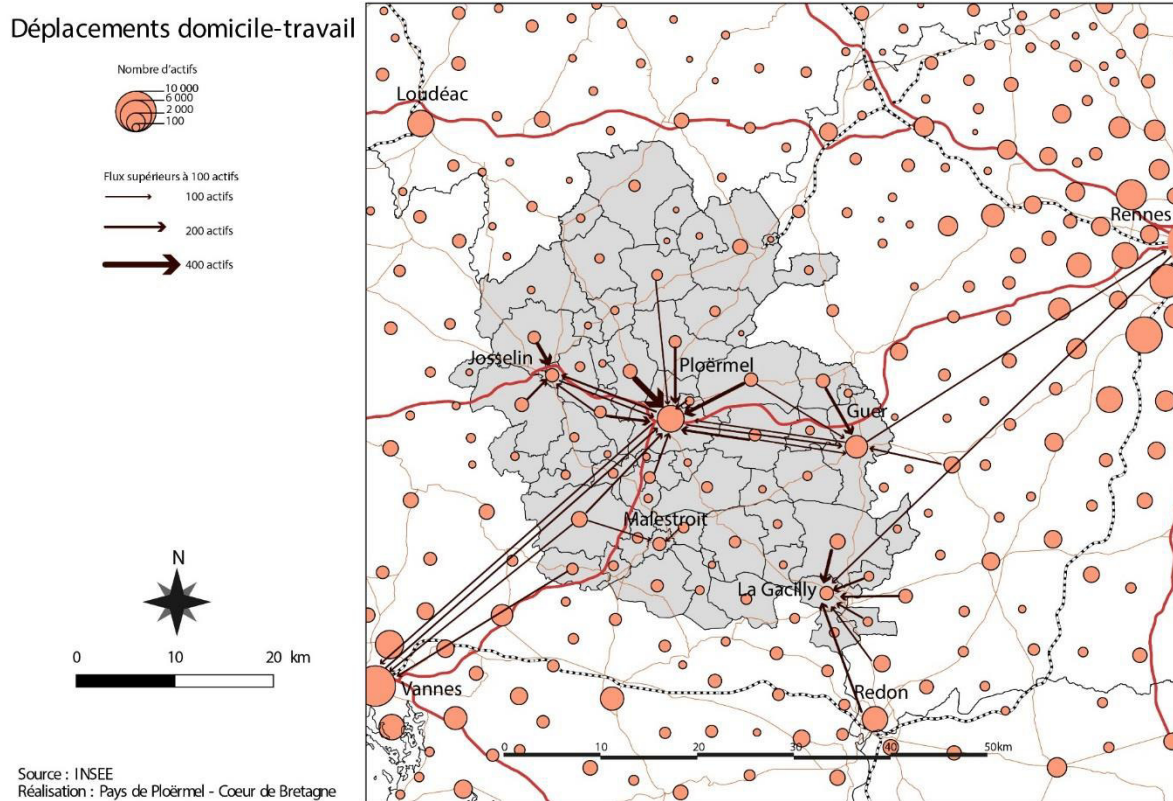 Déplacements domicile-travail
Nombre d'actifs
10 000
6 000
2 000
100
Flux supérieurs à 100 actifs
100 actifs
200 actifs
400 actifs
N
0 10 20 km
Source : INSEE
Réalisation : Pays de Ploërmel - Coeur de Bretagne
Loudéac
Rennes
Josselin
Ploërmel
Guer
Malestroit
La Gacilly
Vannes
Redon
0 10 20 30 40 50km